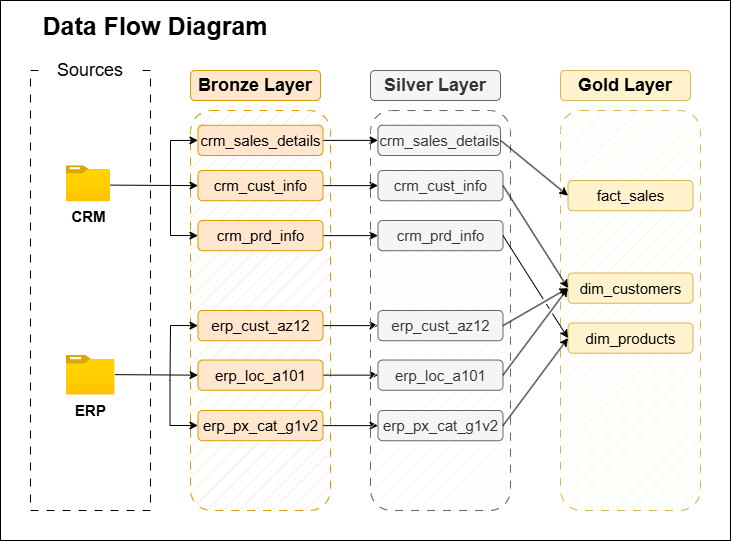 Data Flow Diagram
Sources
Bronze Layer
Silver Layer
Gold Layer
crm_sales_details
crm_sales_details
crm_cust_info
crm_cust_info
fact_sales
CRM
crm_prd_info
crm_prd_info
dim_customers
erp_cust_az12
erp_cust_az12
dim_products
erp_loc_a101
erp_loc_a101
ERP
erp_px_cat_g1v2
erp_px_cat_g1v2